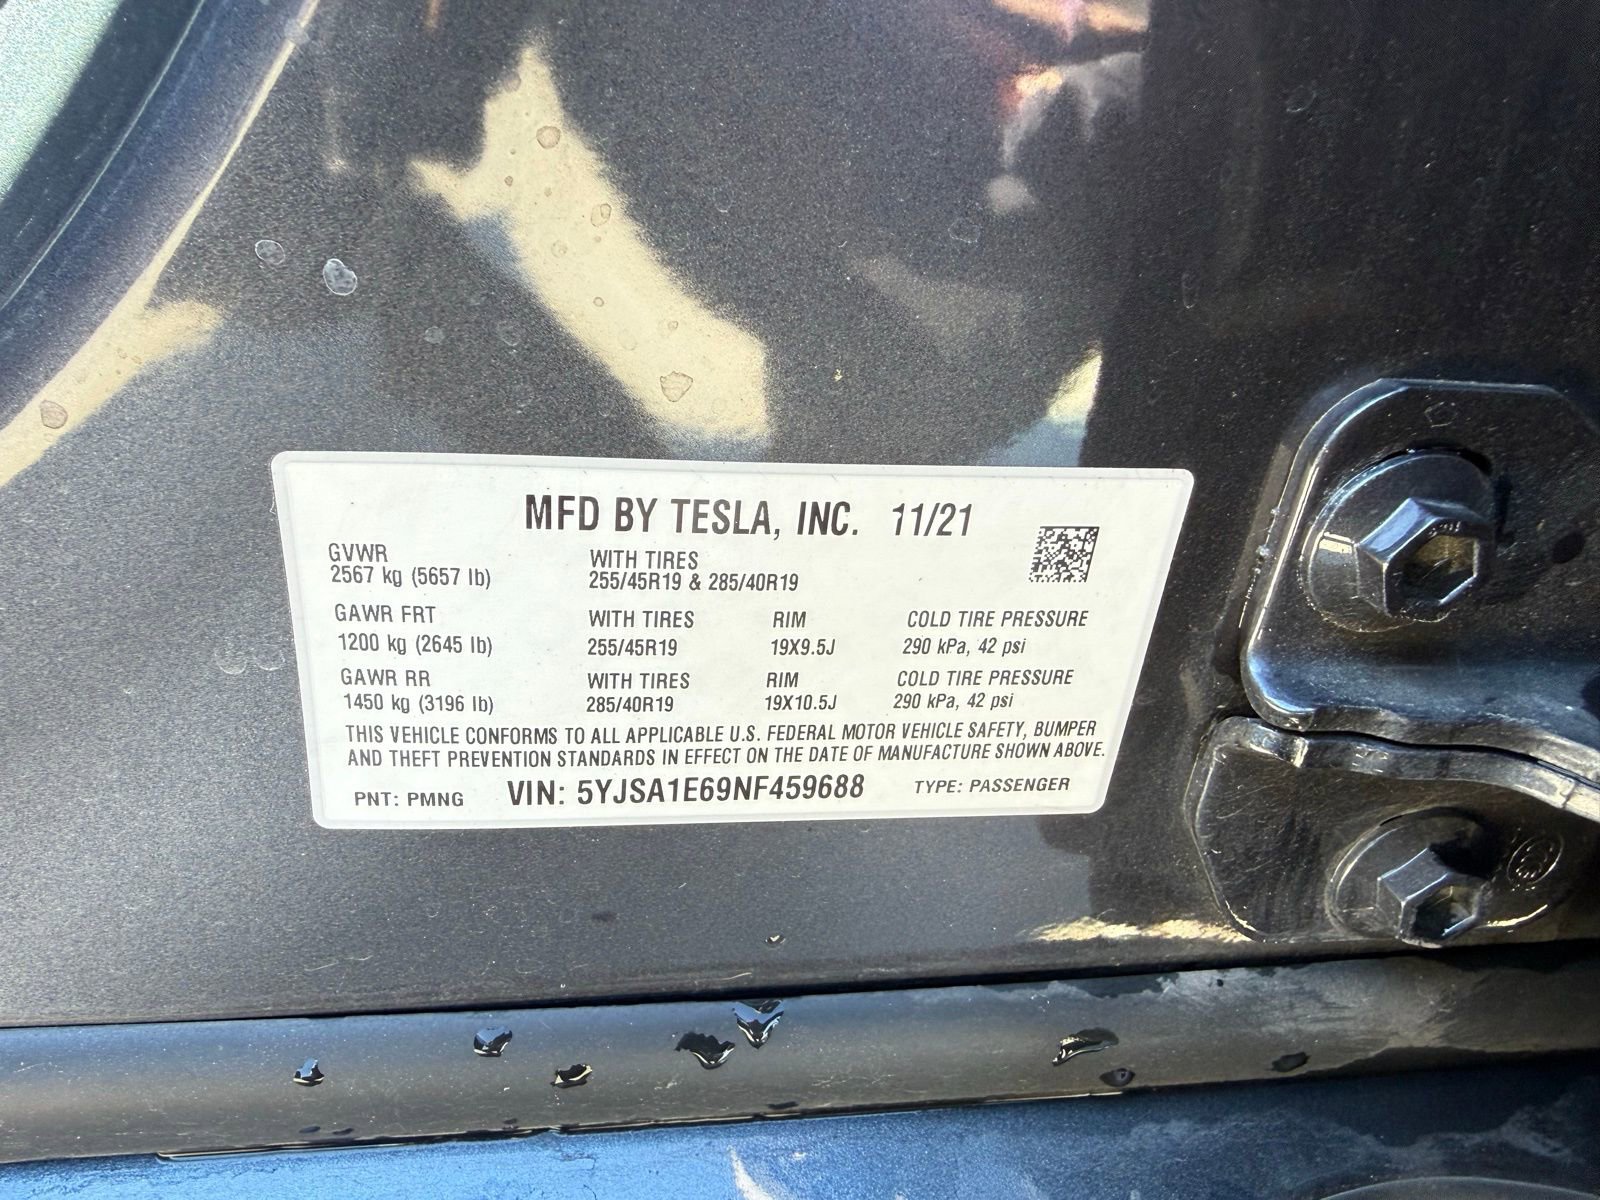 MFD BY TESLA, INC. 11/21
GVWR WITH TIRES
2567 kg (5657 lb) 255/45R19 & 285/40R19
GAWR FRT WITH TIRES RIM COLD TIRE PRESSURE
1200 kg (2645 lb) 255/45R19 19X9.5J 290 kPa, 42 psi
GAWR RR WITH TIRES RIM COLD TIRE PRESSURE
1450 kg (3196 lb) 285/40R19 19X10.5J 290 kPa, 42 psi
THIS VEHICLE CONFORMS TO ALL APPLICABLE U.S. FEDERAL MOTOR VEHICLE SAFETY, BUMPER
AND THEFT PREVENTION STANDARDS IN EFFECT ON THE DATE OF MANUFACTURE SHOWN ABOVE.
PNT: PMNG VIN: 5YJSA1E69NF459688 TYPE: PASSENGER